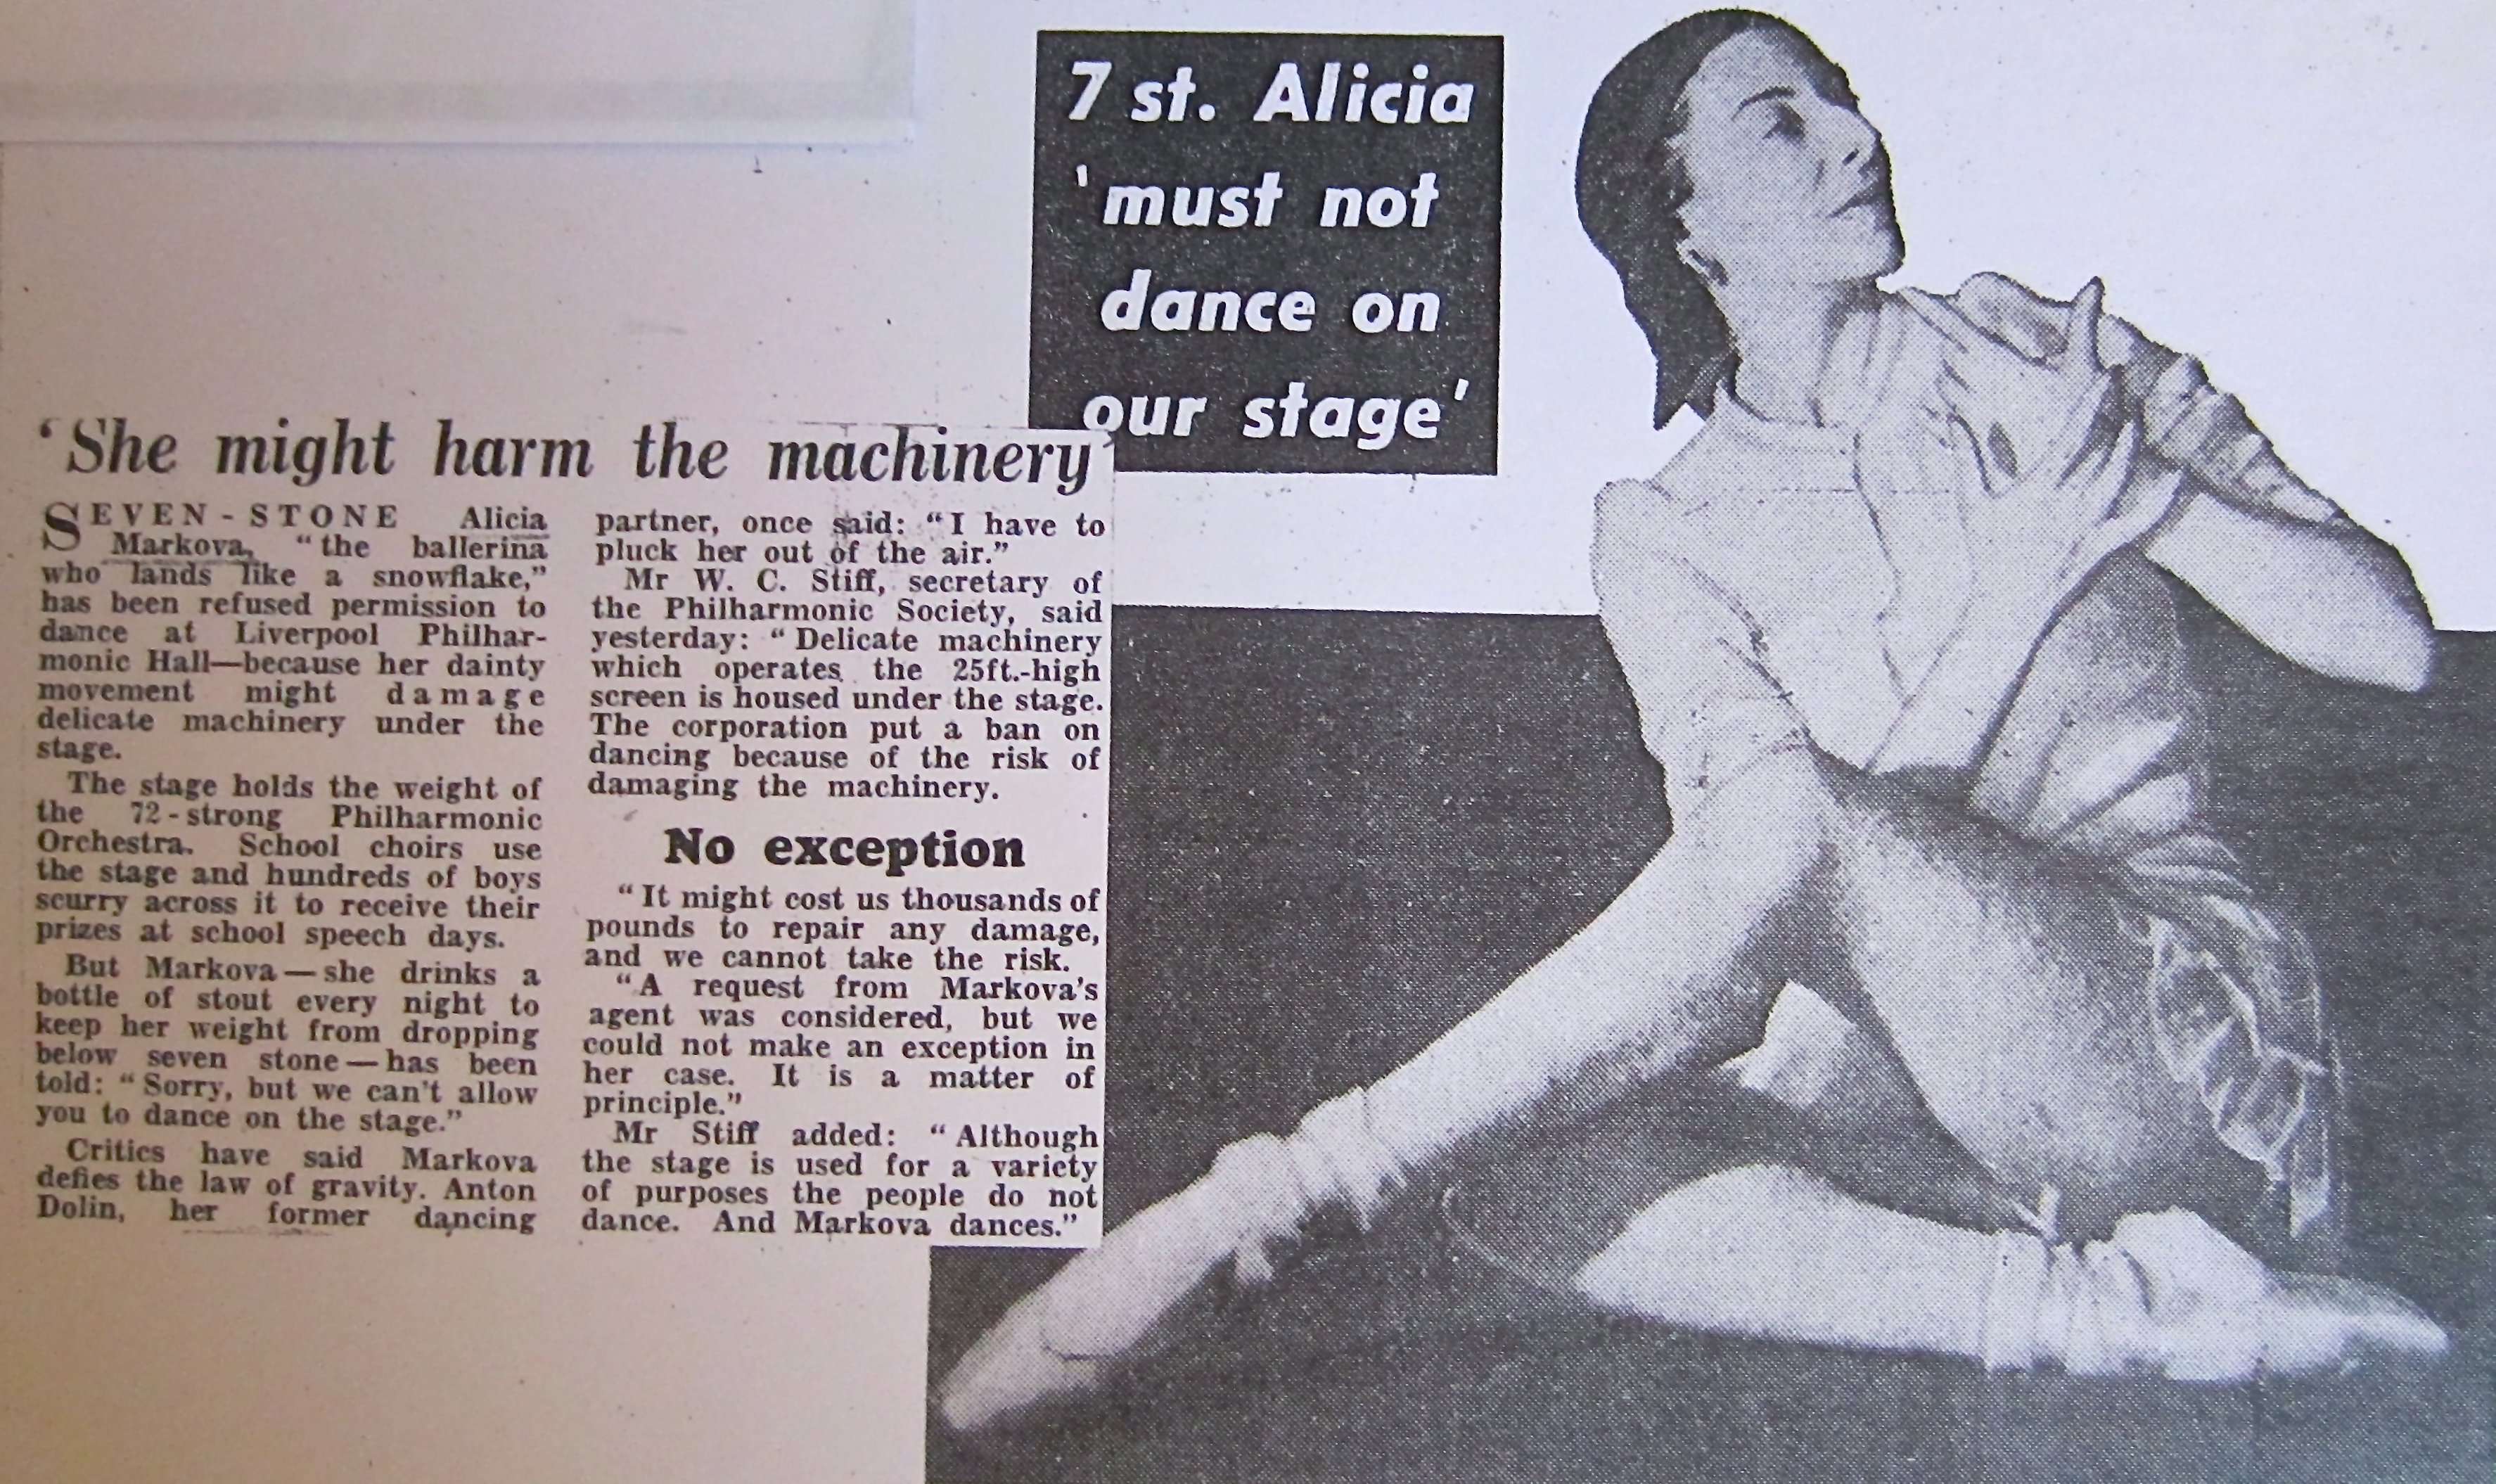 7 st. Alicia
'must not
dance on
our stage'
'She might harm the machinery'
SEVEN-STONE Alicia
Markova, "the ballerina
who lands like a snowflake,"
has been refused permission to
dance at Liverpool Philhar-
monic Hall—because her dainty
movement might damage
delicate machinery under the
stage.
The stage holds the weight of
the 72-strong Philharmonic
Orchestra. School choirs use
the stage and hundreds of boys
scurry across it to receive their
prizes at school speech days.
But Markova—she drinks a
bottle of stout every night to
keep her weight from dropping
below seven stone—has been
told: "Sorry, but we can't allow
you to dance on the stage."
Critics have said Markova
defies the law of gravity. Anton
Dolin, her former dancing
partner, once said: "I have to
pluck her out of the air."
Mr W. C. Stiff, secretary of
the Philharmonic Society, said
yesterday: "Delicate machinery
which operates the 25ft.-high
screen is housed under the stage.
The corporation put a ban on
dancing because of the risk of
damaging the machinery.
No exception
"It might cost us thousands of
pounds to repair any damage,
and we cannot take the risk.
"A request from Markova's
agent was considered, but we
could not make an exception in
her case. It is a matter of
principle."
Mr Stiff added: "Although
the stage is used for a variety
of purposes the people do not
dance. And Markova dances."